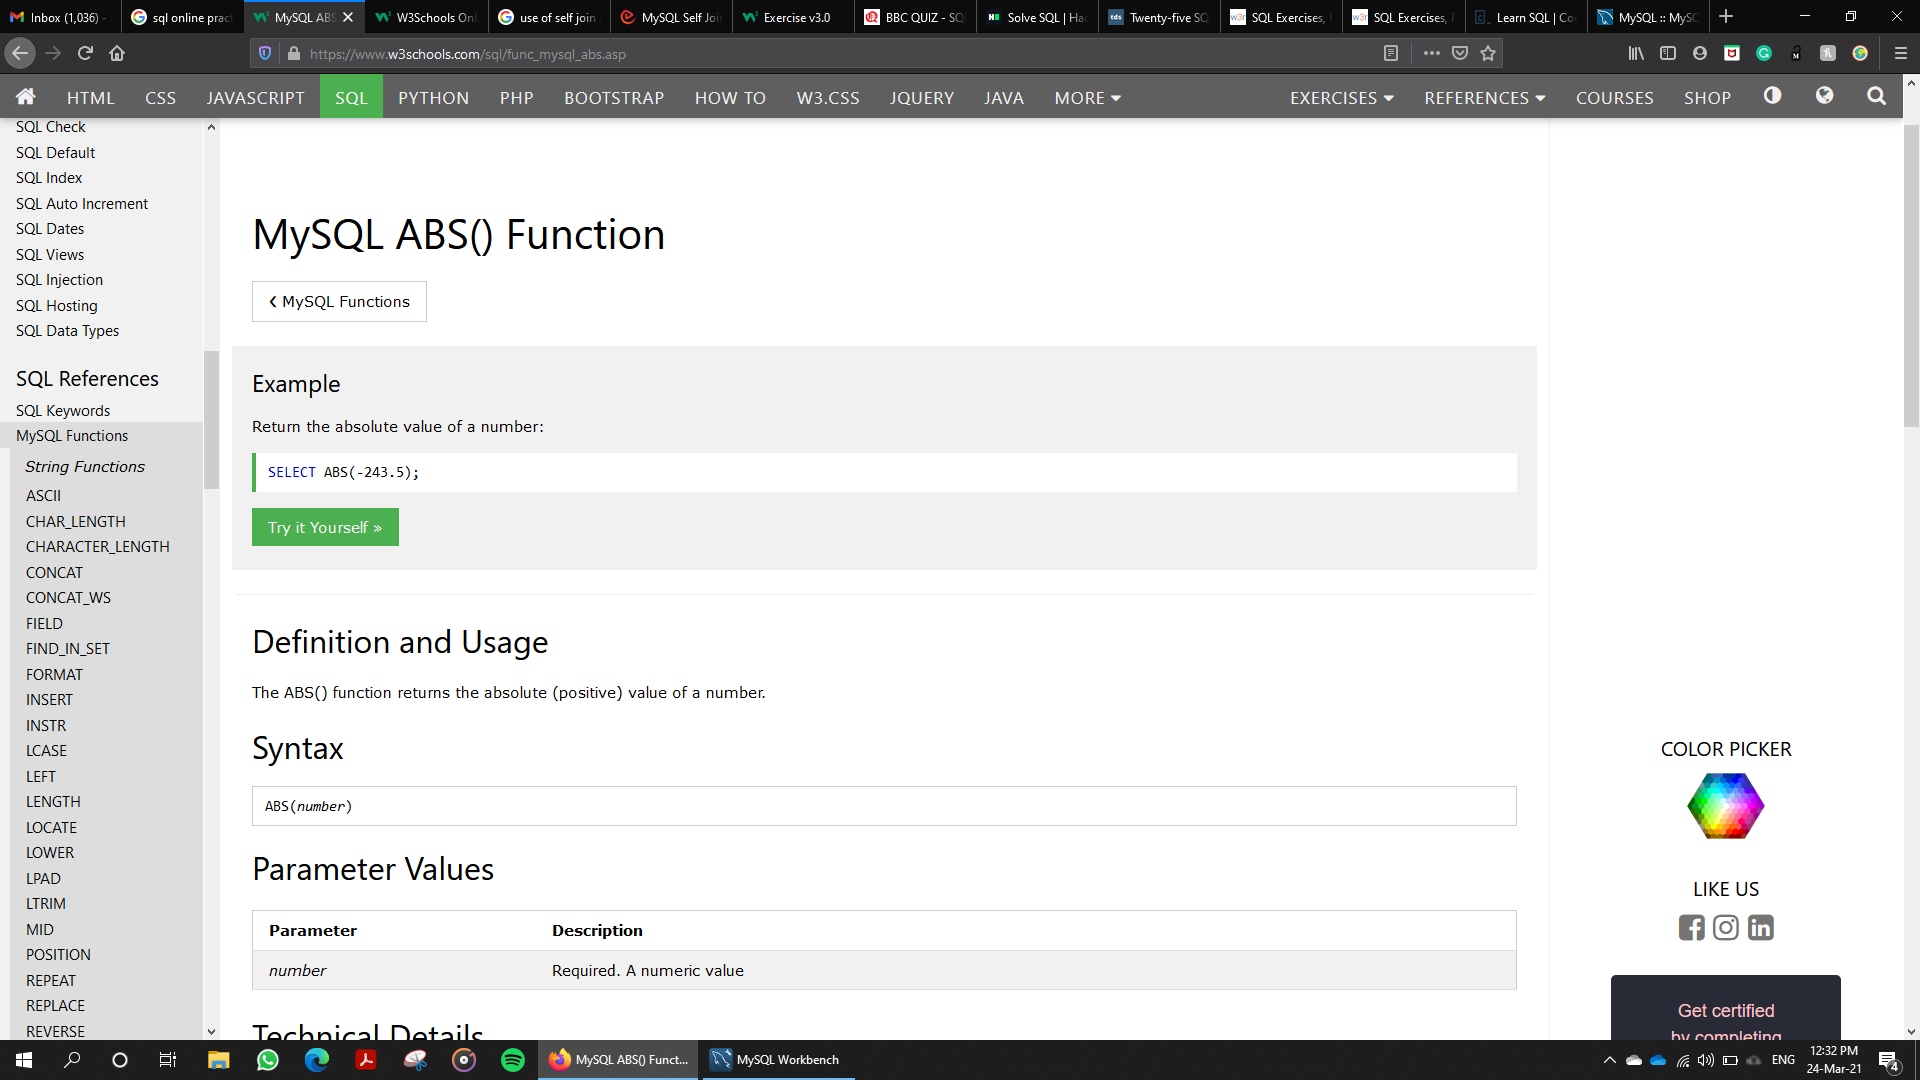 Inbox (1,036) -
sql online pract
MySQL ABS
W3Schools Onl
use of self join
MySQL Self Joi
Exercise v3.0
BBC QUIZ - SQ
Solve SQL | Ha
Twenty-five SQ
SQL Exercises, P
SQL Exercises, P
Learn SQL | Co
MySQL :: MySQ
https://www.w3schools.com/sql/func_mysql_abs.asp
HTML
CSS
JAVASCRIPT
SQL
PYTHON
PHP
BOOTSTRAP
HOW TO
W3.CSS
JQUERY
JAVA
MORE
EXERCISES
REFERENCES
COURSES
SHOP
SQL Check
SQL Default
SQL Index
SQL Auto Increment
SQL Dates
SQL Views
SQL Injection
SQL Hosting
SQL Data Types
SQL References
SQL Keywords
MySQL Functions
String Functions
ASCII
CHAR_LENGTH
CHARACTER_LENGTH
CONCAT
CONCAT_WS
FIELD
FIND_IN_SET
FORMAT
INSERT
INSTR
LCASE
LEFT
LENGTH
LOCATE
LOWER
LPAD
LTRIM
MID
POSITION
REPEAT
REPLACE
REVERSE
MySQL ABS() Function
❮ MySQL Functions
Example
Return the absolute value of a number:
SELECT ABS(-243.5);
Try it Yourself »
Definition and Usage
The ABS() function returns the absolute (positive) value of a number.
Syntax
ABS(number)
Parameter Values
Parameter Description
number Required. A numeric value
Technical Details
COLOR PICKER
LIKE US
Get certified
by completing
MySQL ABS() Funct...
MySQL Workbench
ENG
12:32 PM
24-Mar-21
4